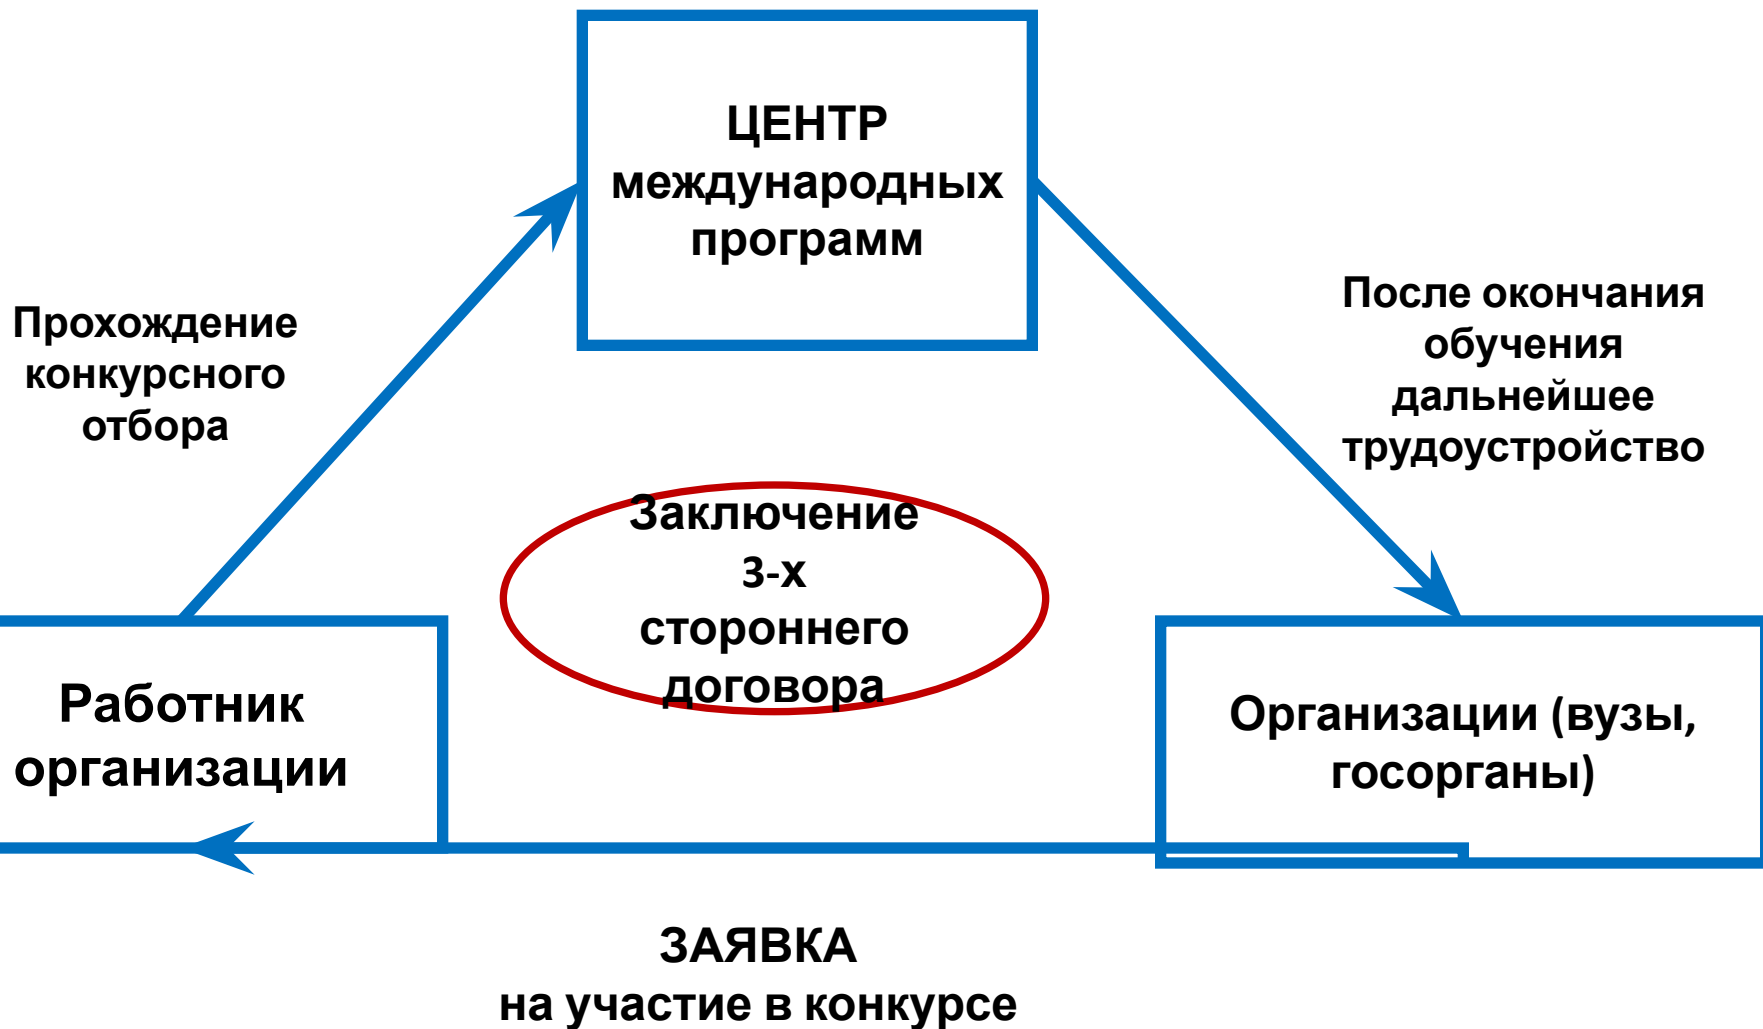 ЦЕНТР
международных
программ
Прохождение
конкурсного
отбора
После окончания
обучения
дальнейшее
трудоустройство
Заключение
3-х
стороннего
договора
Работник
организации
Организации (вузы,
госорганы)
ЗАЯВКА
на участие в конкурсе